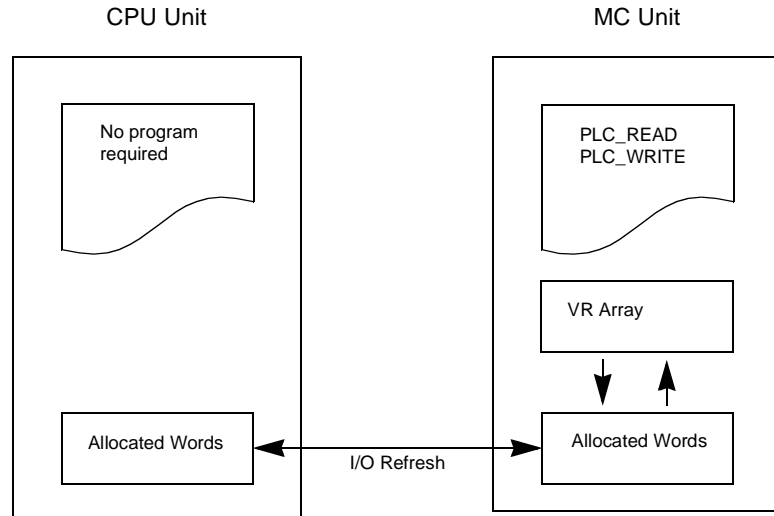 CPU Unit
MC Unit
No program
required
PLC_READ
PLC_WRITE
VR Array
Allocated Words
Allocated Words
I/O Refresh